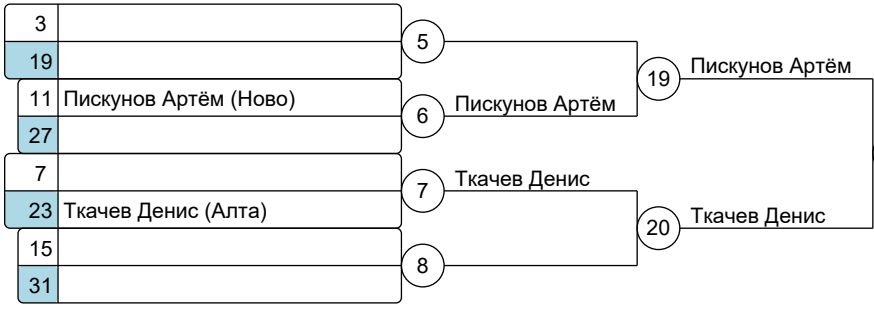 3
5
19
19 Пискунов Артём
11 Пискунов Артём (Ново)
6 Пискунов Артём
27
7
7 Ткачев Денис
23 Ткачев Денис (Алта)
20 Ткачев Денис
15
8
31